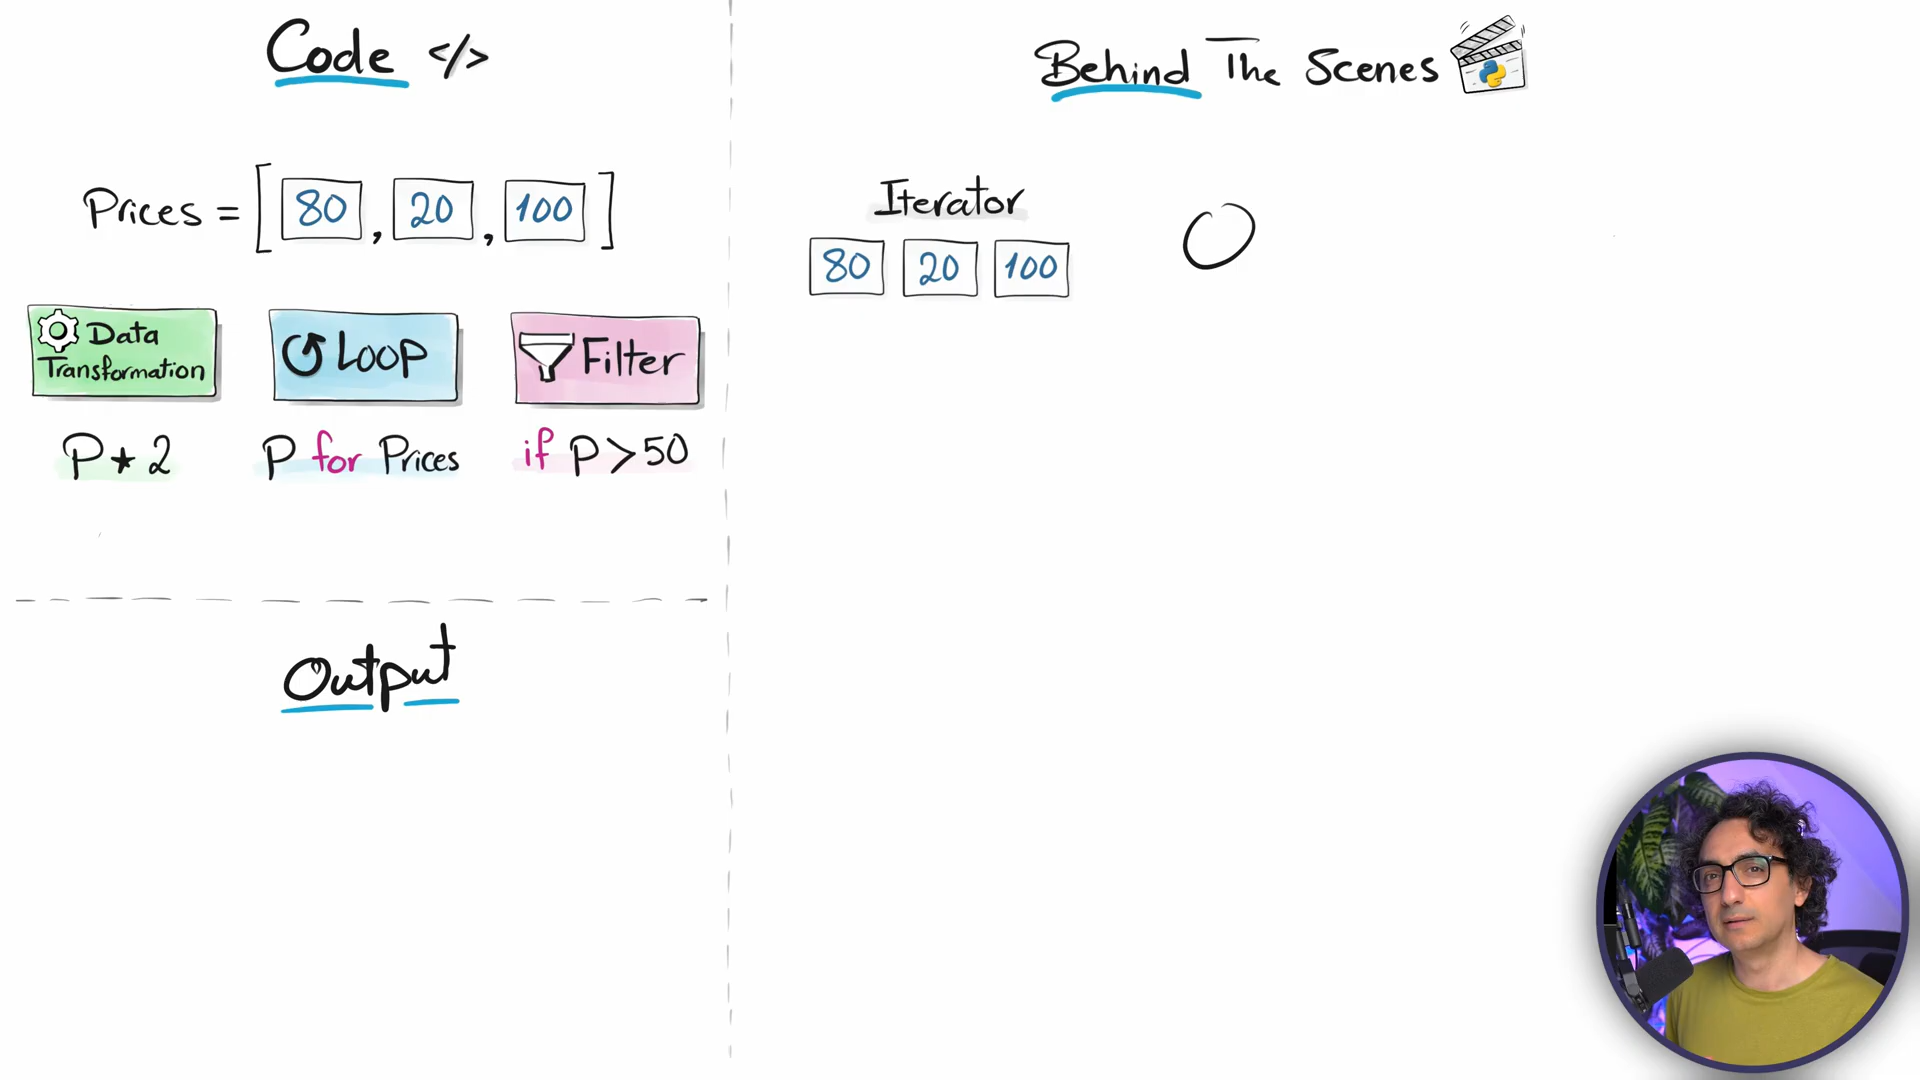 Code </>
Prices = [ 80 , 20 , 100 ]
Data
Transformation
Loop
Filter
P * 2
P for Prices
if P > 50
Output
Behind The Scenes
Iterator
80 20 100